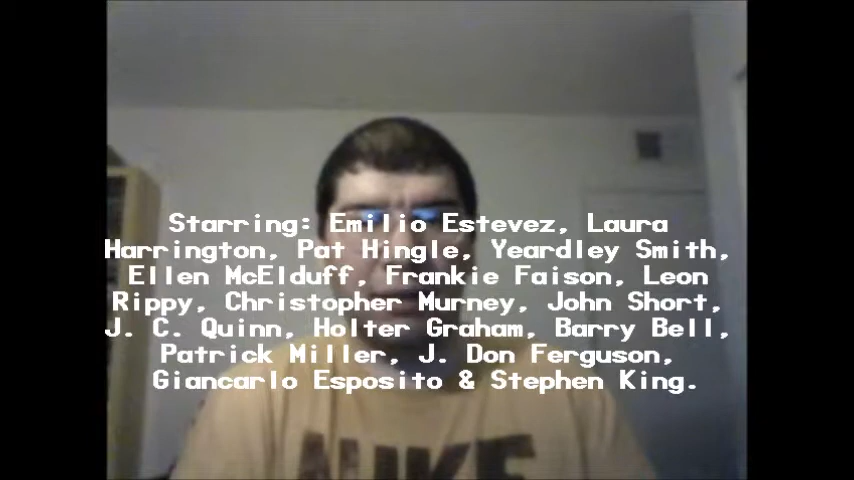 Starring: Emilio Estevez, Laura
Harrington, Pat Hingle, Yeardley Smith,
Ellen McElduff, Frankie Faison, Leon
Rippy, Christopher Murney, John Short,
J. C. Quinn, Holter Graham, Barry Bell,
Patrick Miller, J. Don Ferguson,
Giancarlo Esposito & Stephen King.
NUKE